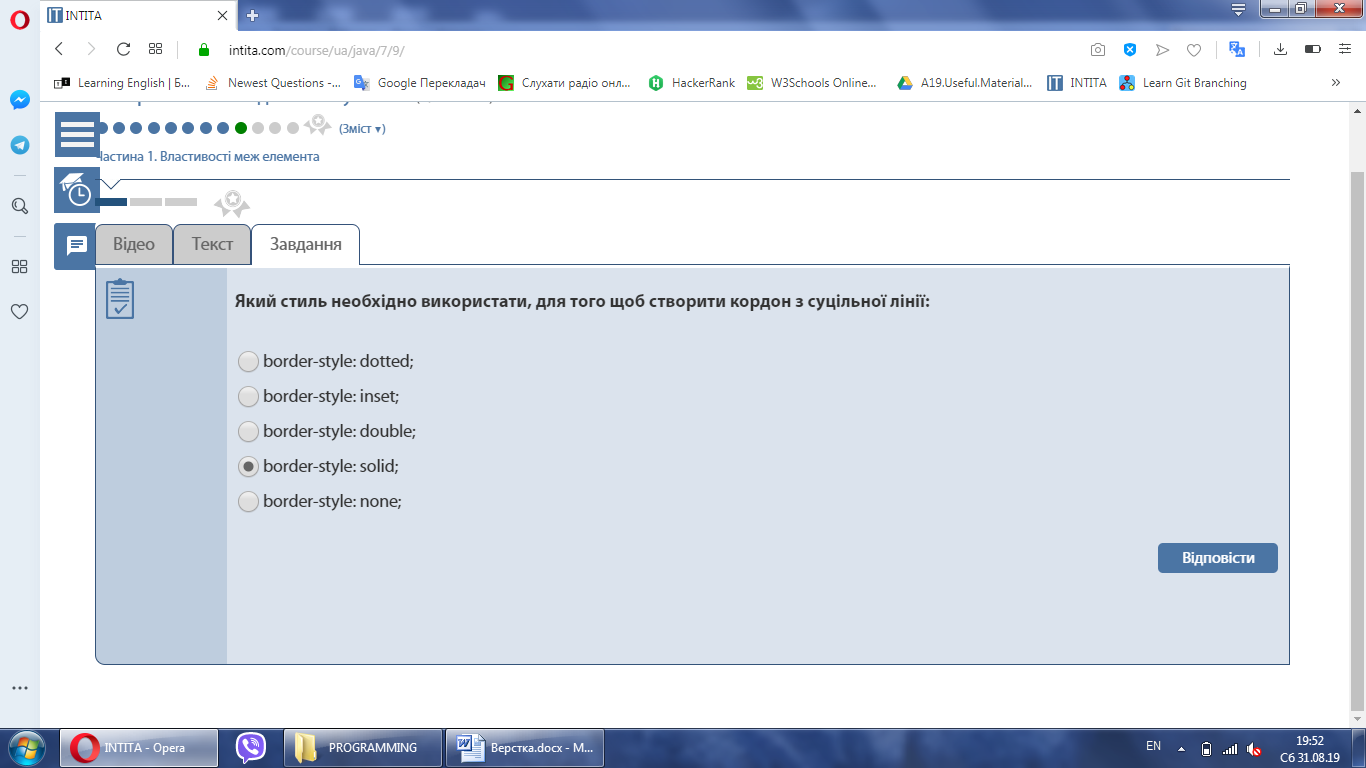 INTITA
intita.com/course/ua/java/7/9/
Learning English | Б...
Newest Questions -...
Google Перекладач
Слухати радіо онл...
HackerRank
W3Schools Online...
A19.Useful.Material...
INTITA
Learn Git Branching
(Зміст ▾)
Частина 1. Властивості меж елемента
Відео
Текст
Завдання
Який стиль необхідно використати, для того щоб створити кордон з суцільної лінії:
border-style: dotted;
border-style: inset;
border-style: double;
border-style: solid;
border-style: none;
Відповісти
INTITA - Opera
PROGRAMMING
Верстка.docx - M...
EN
19:52
Сб 31.08.19